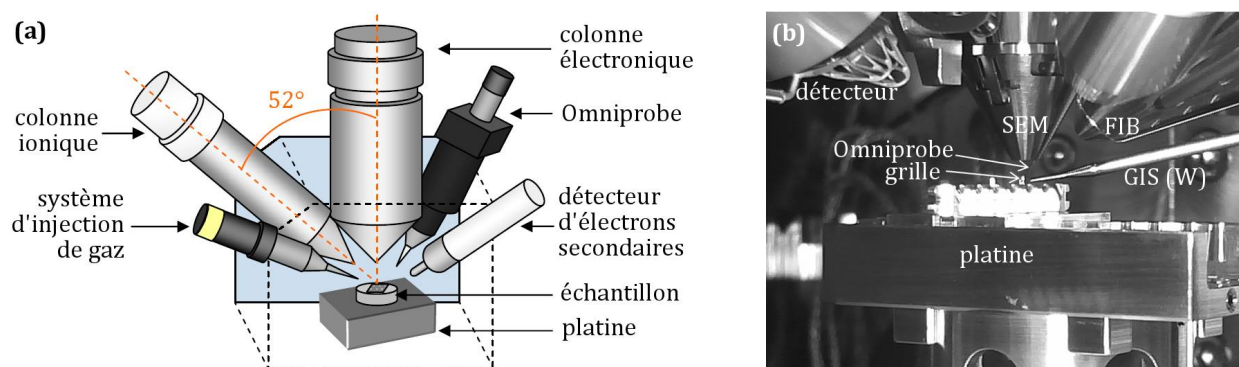 (a)
colonne
électronique
Omniprobe
52°
colonne
ionique
système
d'injection
de gaz
détecteur
d'électrons
secondaires
échantillon
platine
(b)
détecteur
SEM
FIB
Omniprobe
grille
GIS (W)
platine